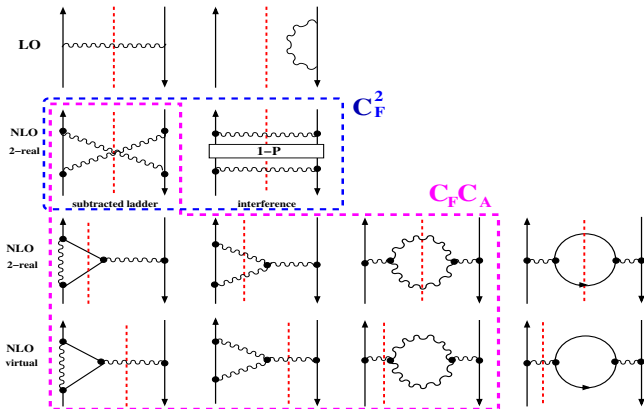 LO
C_F^2
NLO
2-real
1-P
subtracted ladder
interference
C_F C_A
NLO
2-real
NLO
virtual